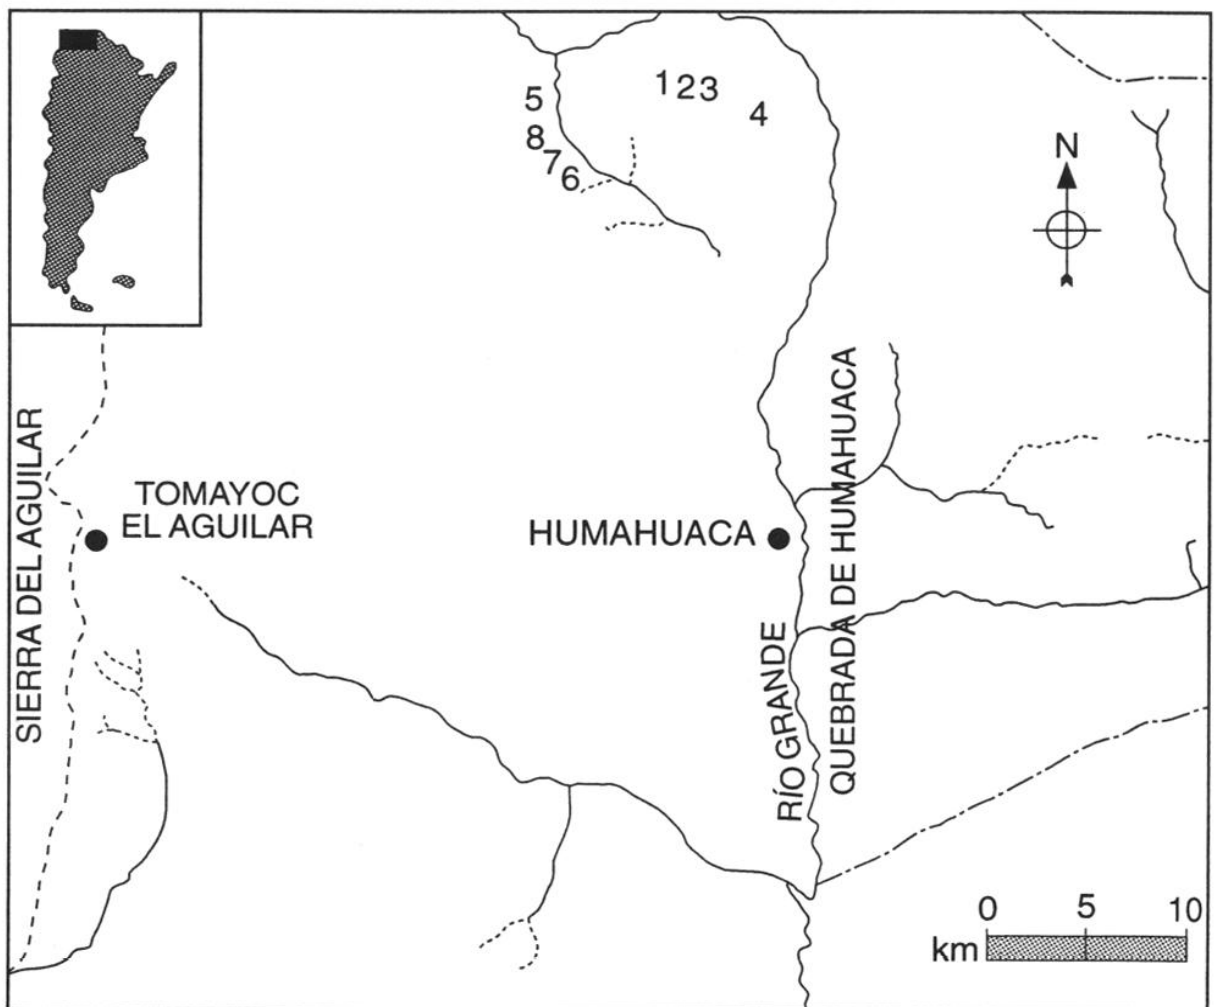 1 2 3
4
5
8
7
6
N
SIERRA DEL AGUILAR
TOMAYOC
EL AGUILAR
HUMAHUACA
QUEBRADA DE HUMAHUACA
RÍO GRANDE
0 5 10
km